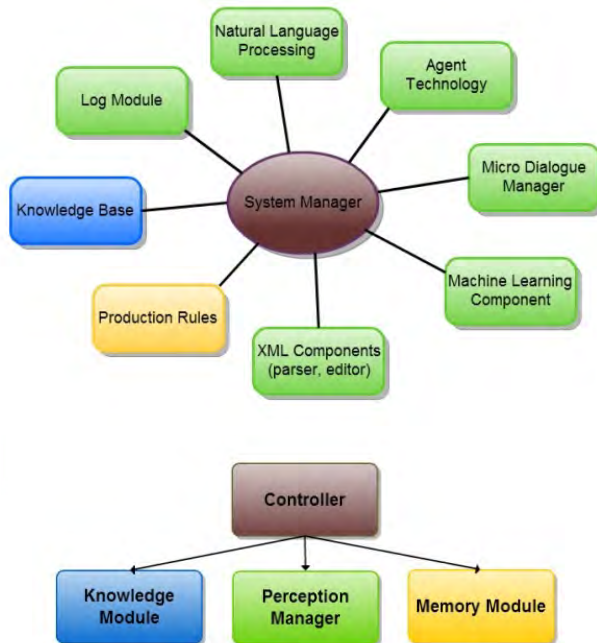 Natural Language
Processing
Agent
Technology
Log Module
Micro Dialogue
Manager
System Manager
Knowledge Base
Machine Learning
Component
Production Rules
XML Components
(parser, editor)
Controller
Knowledge
Module
Perception
Manager
Memory Module